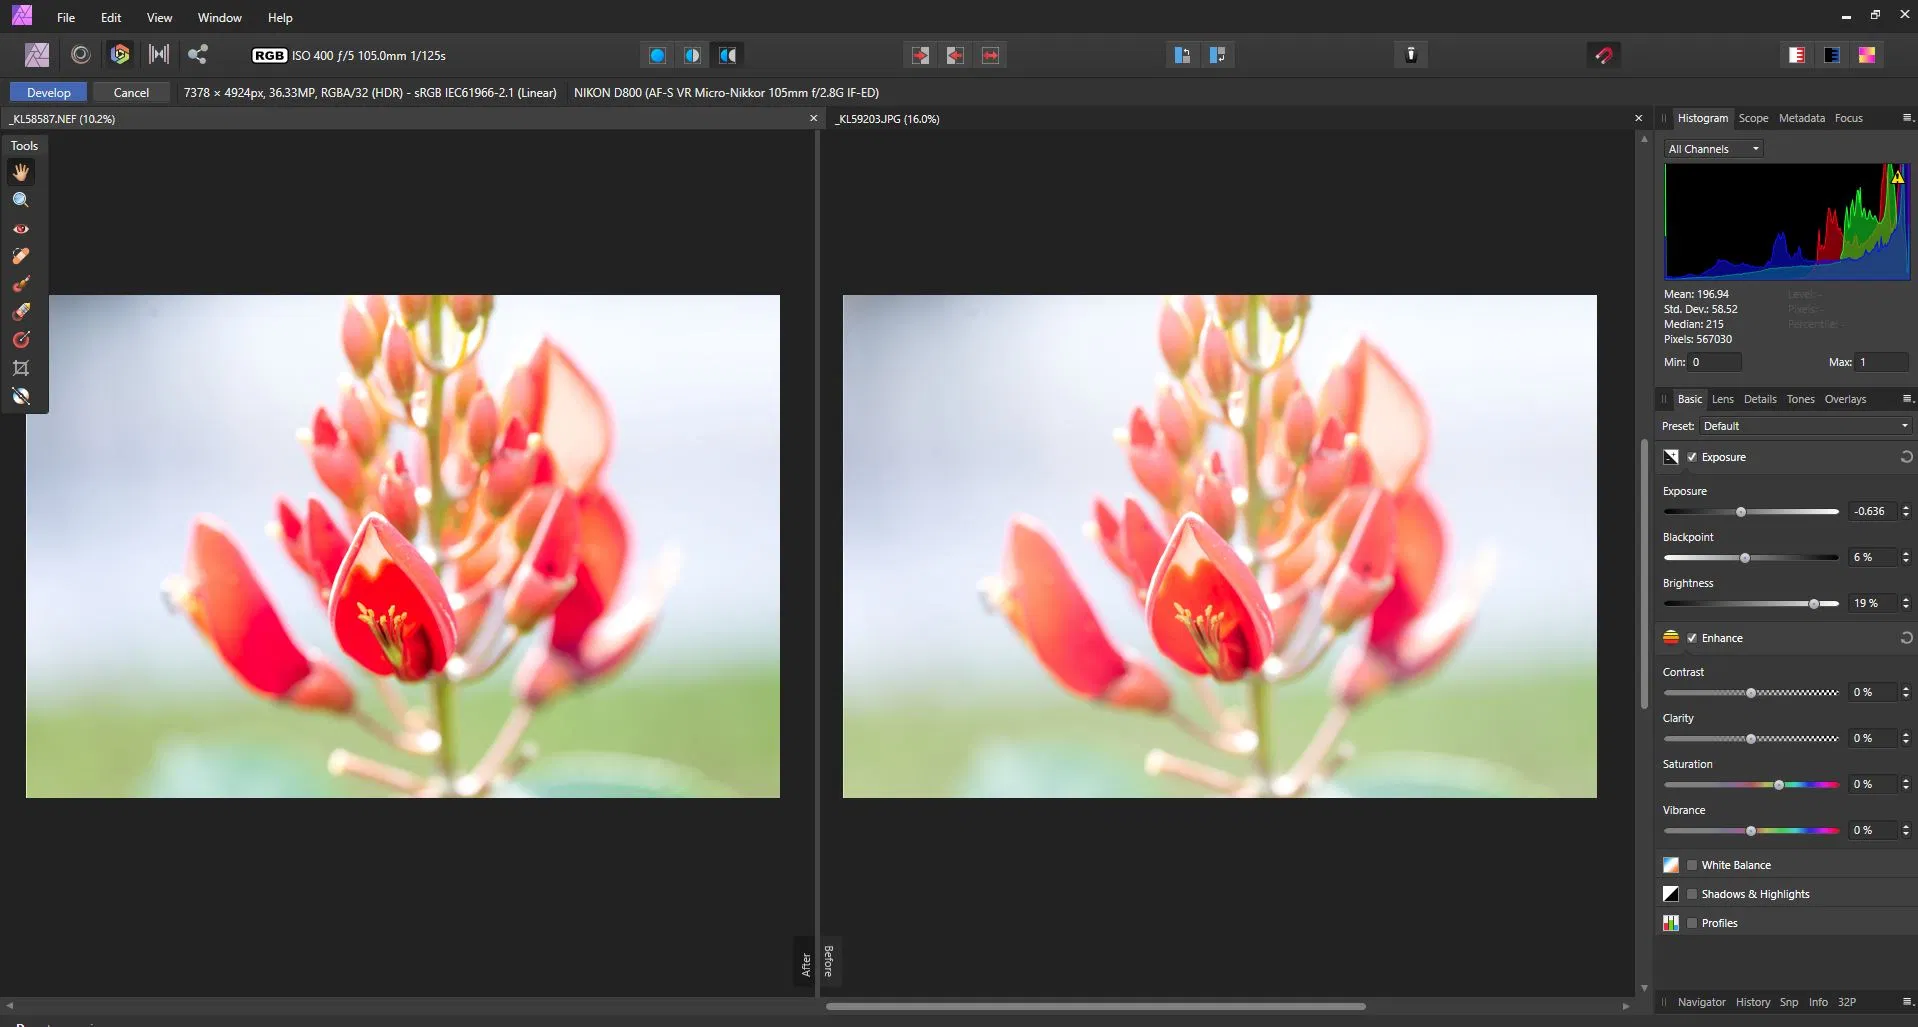 File Edit View Window Help
RGB ISO 400 ƒ/5 105.0mm 1/125s
Develop Cancel 7378 × 4924px, 36.33MP, RGBA/32 (HDR) - sRGB IEC61966-2.1 (Linear) NIKON D800 (AF-S VR Micro-Nikkor 105mm f/2.8G IF-ED)
_KL58587.NEF (10.2%) _KL59203.JPG (16.0%)
Tools
After
Before
Histogram Scope Metadata Focus
All Channels
Mean: 196.94 Level: -
Std. Dev.: 58.52 Pixels: -
Median: 215 Percentile: -
Pixels: 567030
Min: 0 Max: 1
Basic Lens Details Tones Overlays
Preset: Default
Exposure
Exposure
-0.636
Blackpoint
6 %
Brightness
19 %
Enhance
Contrast
0 %
Clarity
0 %
Saturation
0 %
Vibrance
0 %
White Balance
Shadows & Highlights
Profiles
Navigator History Snp Info 32P